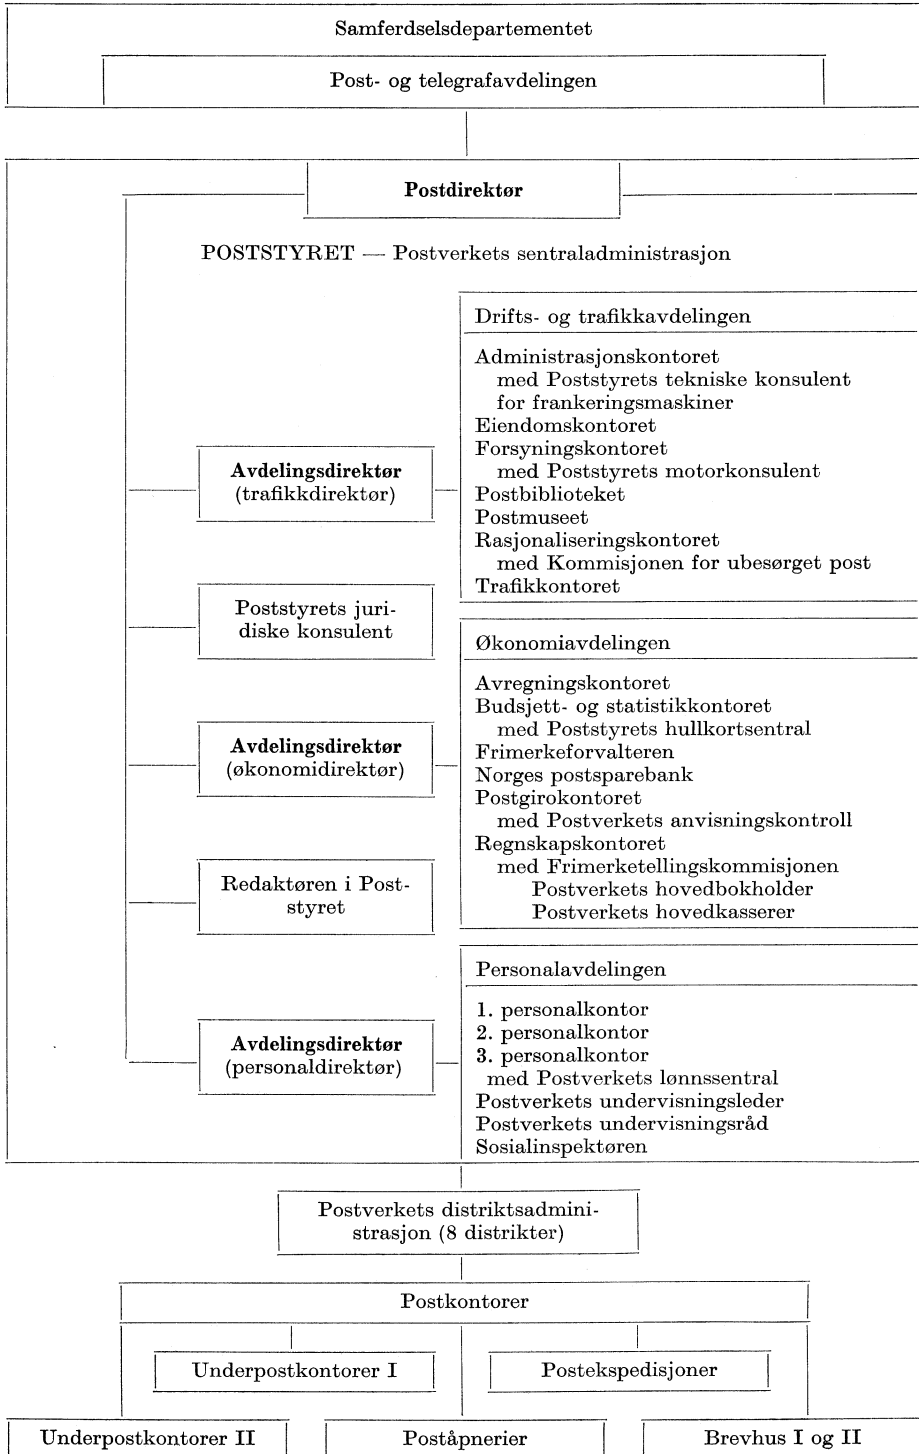 Samferdselsdepartementet
Post- og telegrafavdelingen
Postdirektør
POSTSTYRET — Postverkets sentraladministrasjon
Drifts- og trafikkavdelingen
Administrasjonskontoret
med Poststyrets tekniske konsulent
for frankeringsmaskiner
Eiendomskontoret
Forsyningskontoret
med Poststyrets motorkonsulent
Postbiblioteket
Postmuseet
Rasjonaliseringskontoret
med Kommisjonen for ubesørget post
Trafikkontoret
Avdelingsdirektør
(trafikkdirektør)
Poststyrets juri-
diske konsulent
Økonomiavdelingen
Avregningskontoret
Budsjett- og statistikkontoret
med Poststyrets hullkortsentral
Frimerkeforvalteren
Norges postsparebank
Postgirokontoret
med Postverkets anvisningskontroll
Regnskapskontoret
med Frimerketellingskommisjonen
Postverkets hovedbokholder
Postverkets hovedkasserer
Avdelingsdirektør
(økonomidirektør)
Redaktøren i Post-
styret
Personalavdelingen
1. personalkontor
2. personalkontor
3. personalkontor
med Postverkets lønnssentral
Postverkets undervisningsleder
Postverkets undervisningsråd
Sosialinspektøren
Avdelingsdirektør
(personaldirektør)
Postverkets distriktsadmini-
strasjon (8 distrikter)
Postkontorer
Underpostkontorer I
Postekspedisjoner
Underpostkontorer II
Poståpnerier
Brevhus I og II